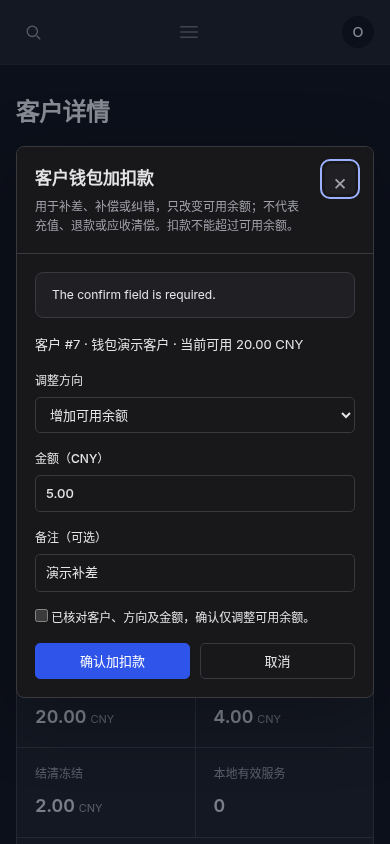 O
客户详情
客户钱包加扣款
×
用于补差、补偿或纠错，只改变可用余额；不代表
充值、退款或应收清偿。扣款不能超过可用余额。
The confirm field is required.
客户 #7 · 钱包演示客户 · 当前可用 20.00 CNY
调整方向
增加可用余额
金额（CNY）
5.00
备注（可选）
演示补差
已核对客户、方向及金额，确认仅调整可用余额。
确认加扣款 取消
20.00 CNY 4.00 CNY
结清冻结 本地有效服务
2.00 CNY 0